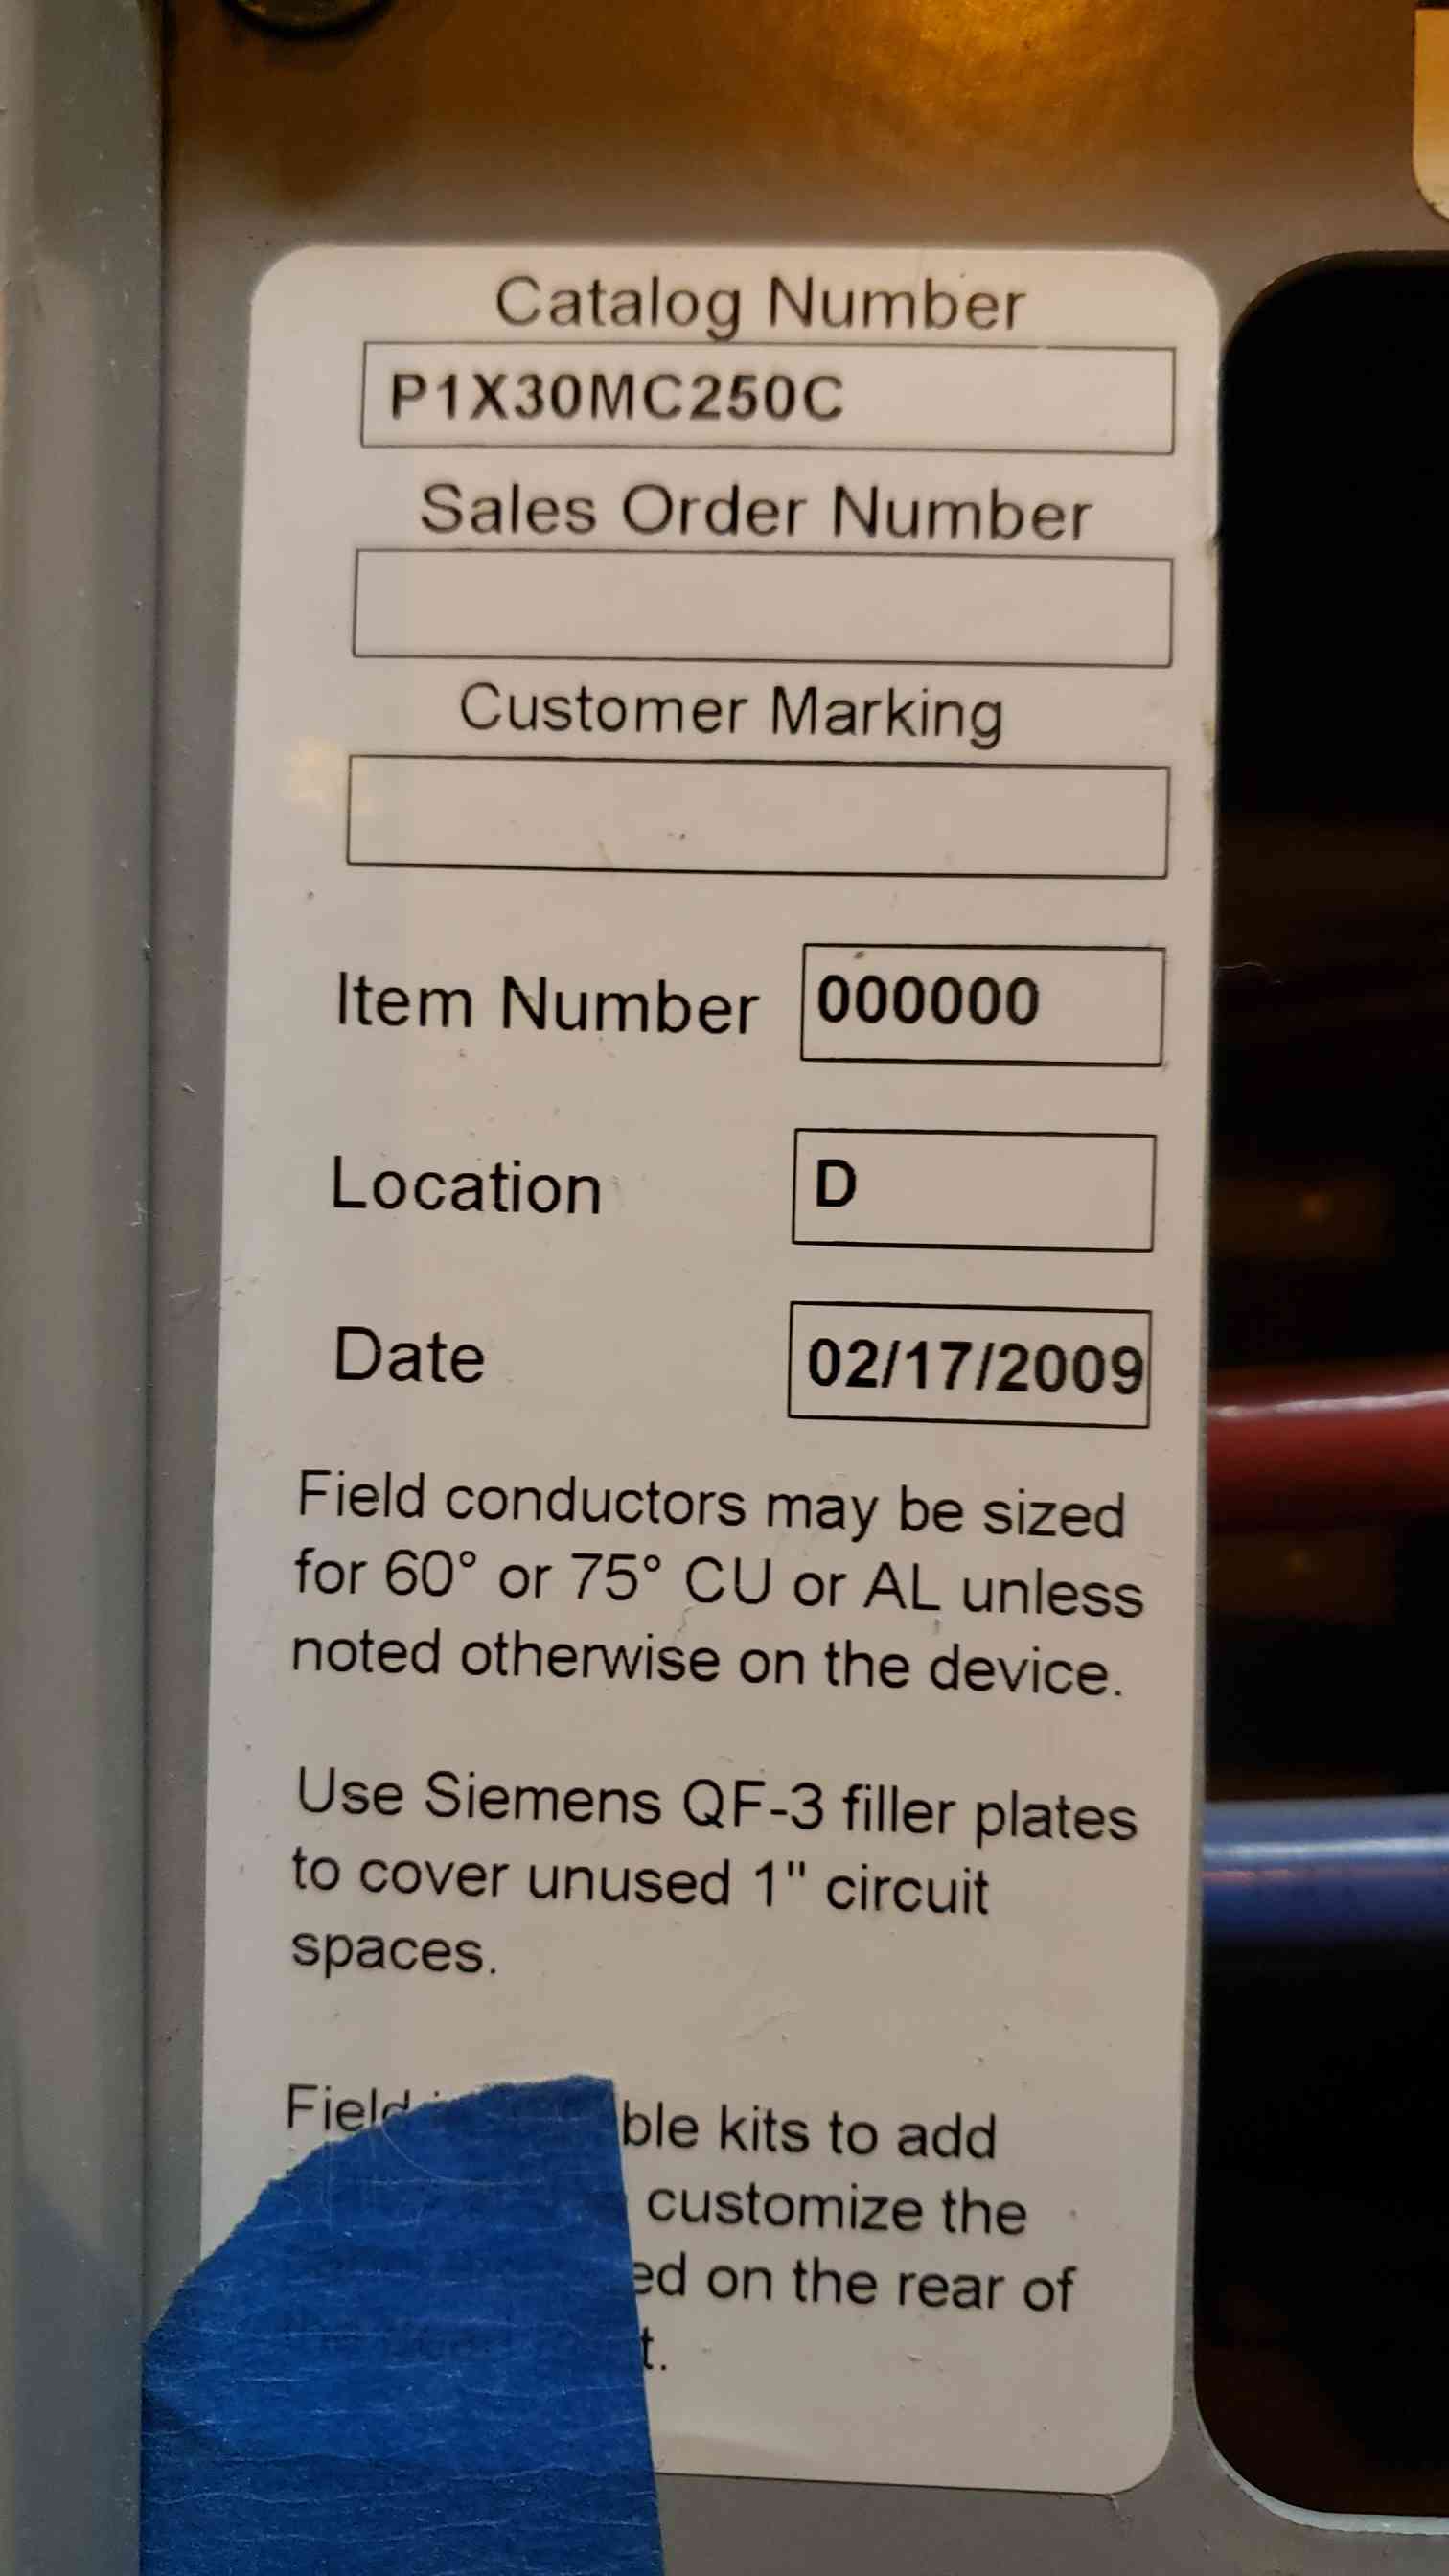 Catalog Number
P1X30MC250C
Sales Order Number
Customer Marking
Item Number 000000
Location D
Date 02/17/2009
Field conductors may be sized
for 60° or 75° CU or AL unless
noted otherwise on the device.
Use Siemens QF-3 filler plates
to cover unused 1" circuit
spaces.
Field kits to add
customize the
on the rear of